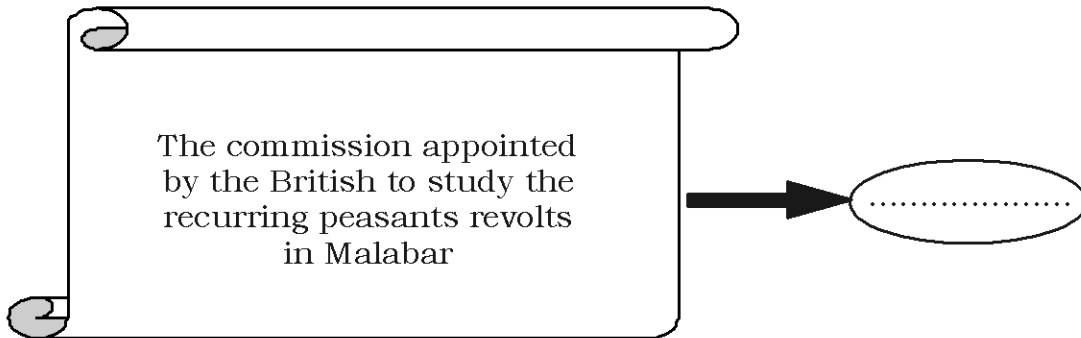 The commission appointed
by the British to study the
recurring peasants revolts
in Malabar
....................